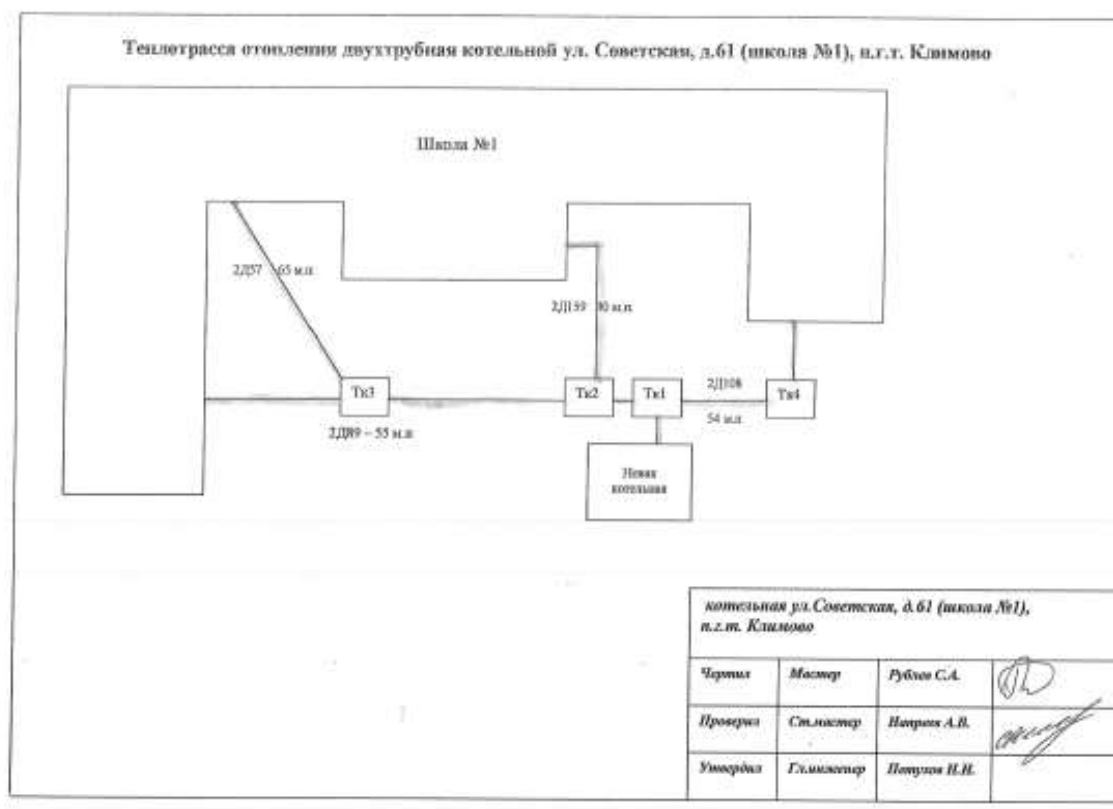 Теплотрасса отопления двухтрубная котельной ул. Советская, д.61 (школа №1), п.г.т. Климово
Школа №1
2Д57 65 м.п
2Д159 30 м.п
Тк3
Тк2
Тк1
2Д108
54 м.п
Тк4
2Д89 – 55 м.п
Новая
котельная
котельная ул.Советская, д.61 (школа №1),
п.г.т. Климово
Чертил Мастер Рублев С.А.
Проверил Ст.мастер А.В.
Утвердил Гл.инженер Н.Н.